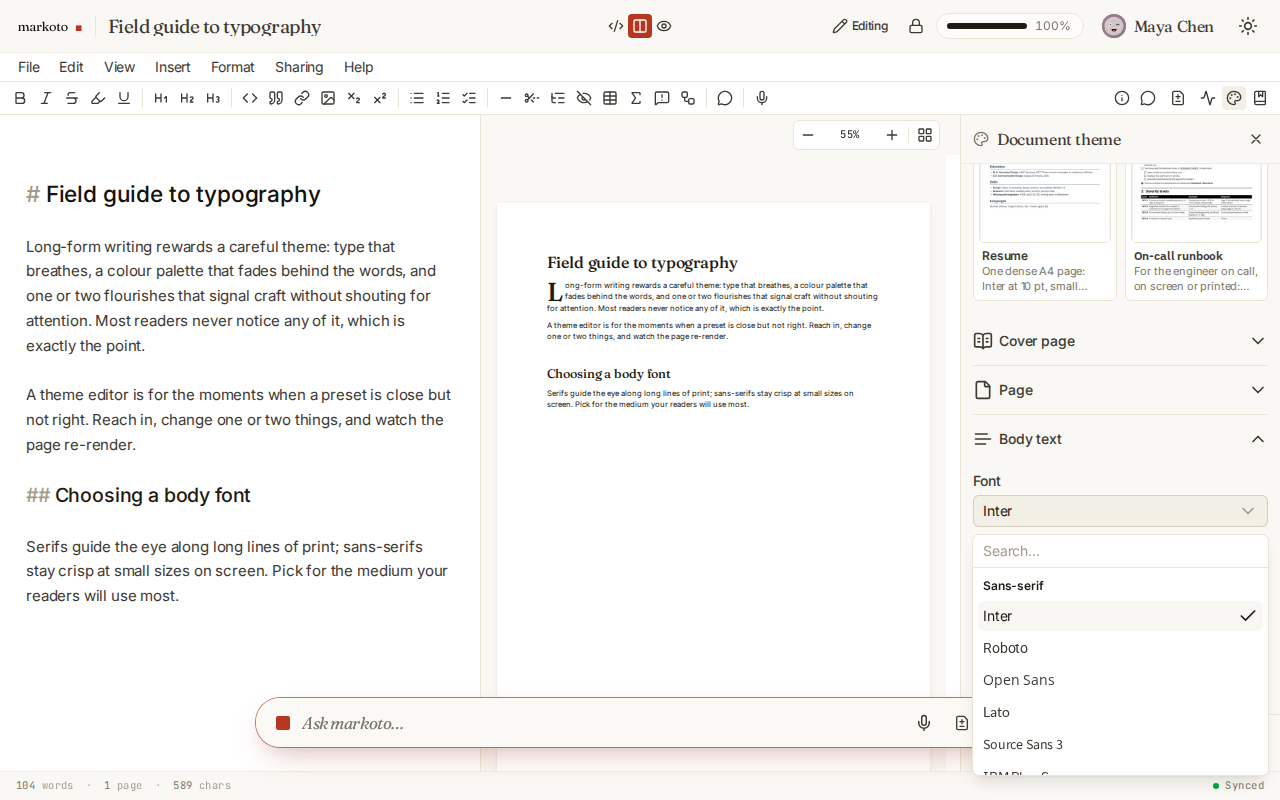 markoto
Field guide to typography
Editing
100%
Maya Chen
File Edit View Insert Format Sharing Help
H1 H2 H3
55%
Document theme
# Field guide to typography
Long-form writing rewards a careful theme: type that
breathes, a colour palette that fades behind the words, and
one or two flourishes that signal craft without shouting for
attention. Most readers never notice any of it, which is
exactly the point.
A theme editor is for the moments when a preset is close but
not right. Reach in, change one or two things, and watch the
page re-render.
## Choosing a body font
Serifs guide the eye along long lines of print; sans-serifs
stay crisp at small sizes on screen. Pick for the medium your
readers will use most.
Field guide to typography
Long-form writing rewards a careful theme: type that breathes, a colour palette that
fades behind the words, and one or two flourishes that signal craft without shouting
for attention. Most readers never notice any of it, which is exactly the point.
A theme editor is for the moments when a preset is close but not right. Reach in, change
one or two things, and watch the page re-render.
Choosing a body font
Serifs guide the eye along long lines of print; sans-serifs stay crisp at small sizes on
screen. Pick for the medium your readers will use most.
Resume
One dense A4 page:
Inter at 10 pt, small...
On-call runbook
For the engineer on call,
on screen or printed:...
Cover page
Page
Body text
Font
Inter
Search...
Sans-serif
Inter
Roboto
Open Sans
Lato
Source Sans 3
Ask markoto...
104 words · 1 page · 589 chars
Synced